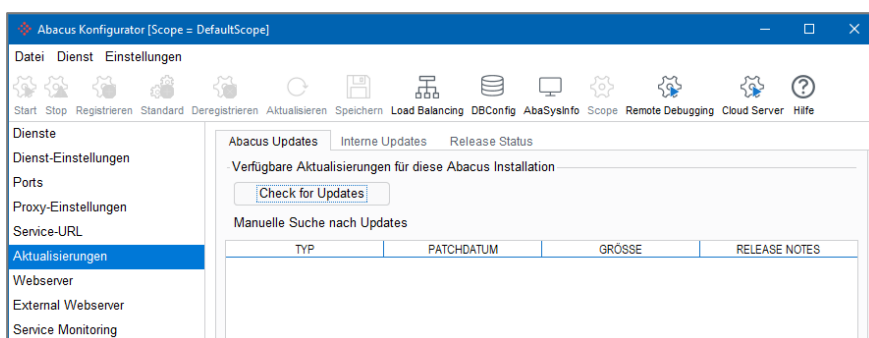 Abacus Konfigurator [Scope = DefaultScope]
Datei Dienst Einstellungen
Start Stop Registrieren Standard Deregistrieren Aktualisieren Speichern Load Balancing DBConfig AbaSysInfo Scope Remote Debugging Cloud Server Hilfe
Dienste
Dienst-Einstellungen
Ports
Proxy-Einstellungen
Service-URL
Aktualisierungen
Webserver
External Webserver
Service Monitoring
Abacus Updates Interne Updates Release Status
Verfügbare Aktualisierungen für diese Abacus Installation
Check for Updates
Manuelle Suche nach Updates
TYP PATCHDATUM GRÖSSE RELEASE NOTES